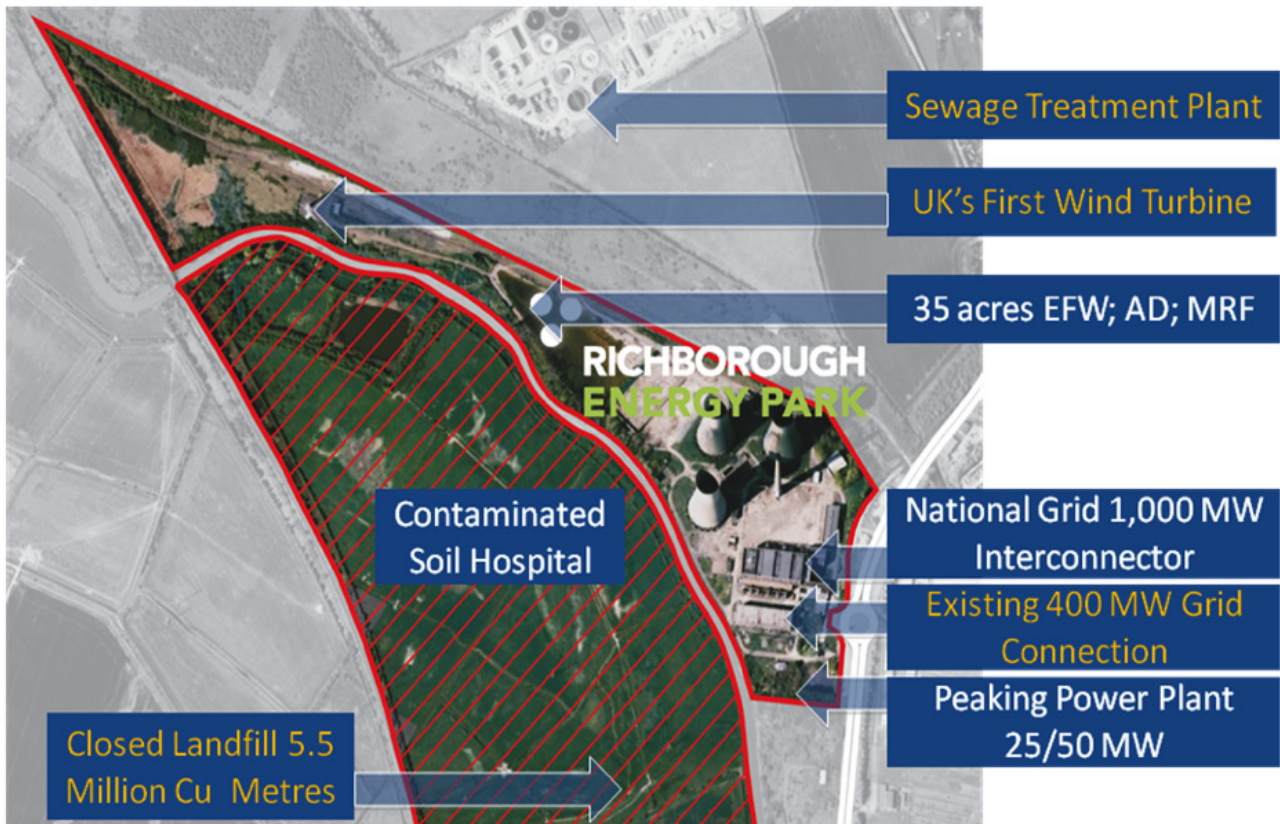 Sewage Treatment Plant
UK's First Wind Turbine
35 acres EFW; AD; MRF
RICHBOROUGH
ENERGY PARK
National Grid 1,000 MW
Interconnector
Contaminated
Soil Hospital
Existing 400 MW Grid
Connection
Peaking Power Plant
25/50 MW
Closed Landfill 5.5
Million Cu Metres